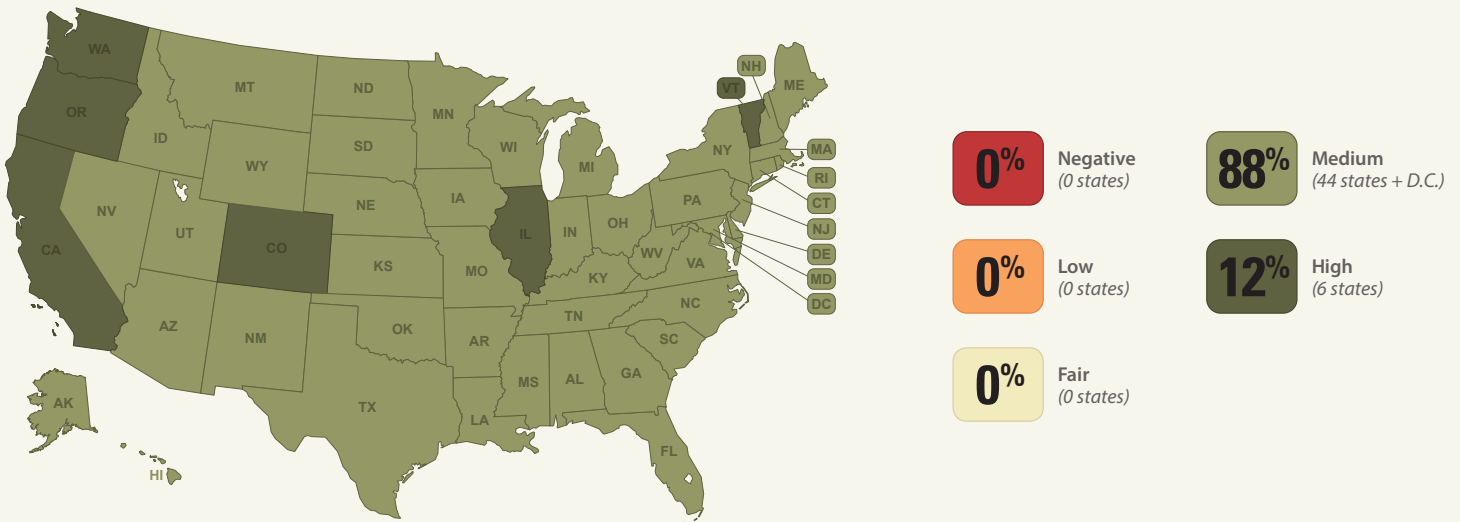 WA
OR
CA
NV
ID
MT
WY
UT
CO
AZ
NM
ND
SD
NE
KS
OK
TX
MN
IA
MO
AR
LA
WI
IL
MI
IN
OH
KY
TN
MS
AL
GA
FL
SC
NC
VA
WV
PA
NY
VT
NH
ME
MA
RI
CT
NJ
DE
MD
DC
AK
HI
0%
Negative
(0 states)
0%
Low
(0 states)
0%
Fair
(0 states)
88%
Medium
(44 states + D.C.)
12%
High
(6 states)